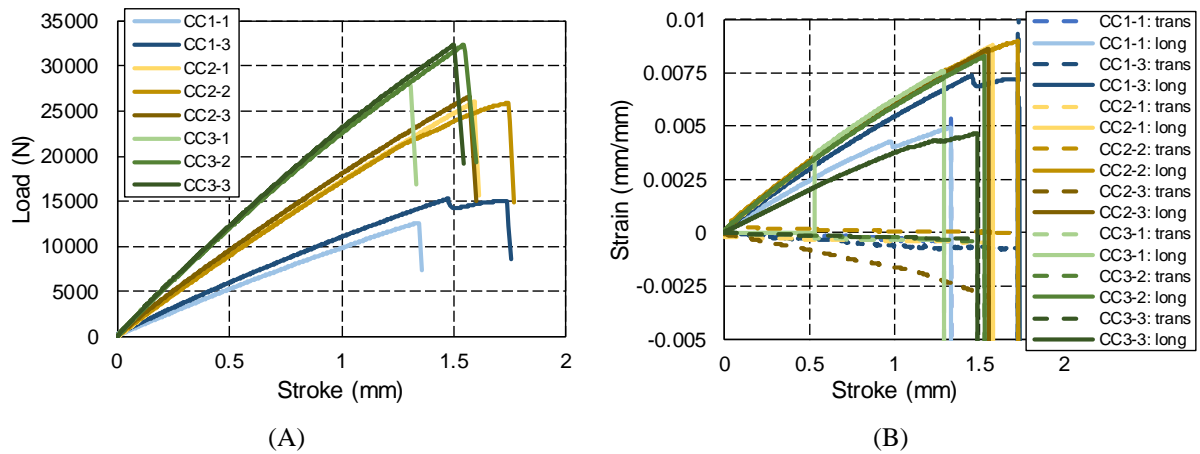 35000
30000
25000
20000
15000
10000
5000
0
Load (N)
CC1-1
CC1-3
CC2-1
CC2-2
CC2-3
CC3-1
CC3-2
CC3-3
0
0.5
1
1.5
2
Stroke (mm)
(A)
0.01
0.0075
0.005
0.0025
0
-0.0025
-0.005
Strain (mm/mm)
0
0.5
1
1.5
2
Stroke (mm)
CC1-1: trans
CC1-1: long
CC1-3: trans
CC1-3: long
CC2-1: trans
CC2-1: long
CC2-2: trans
CC2-2: long
CC2-3: trans
CC2-3: long
CC3-1: trans
CC3-1: long
CC3-2: trans
CC3-2: long
CC3-3: trans
CC3-3: long
(B)